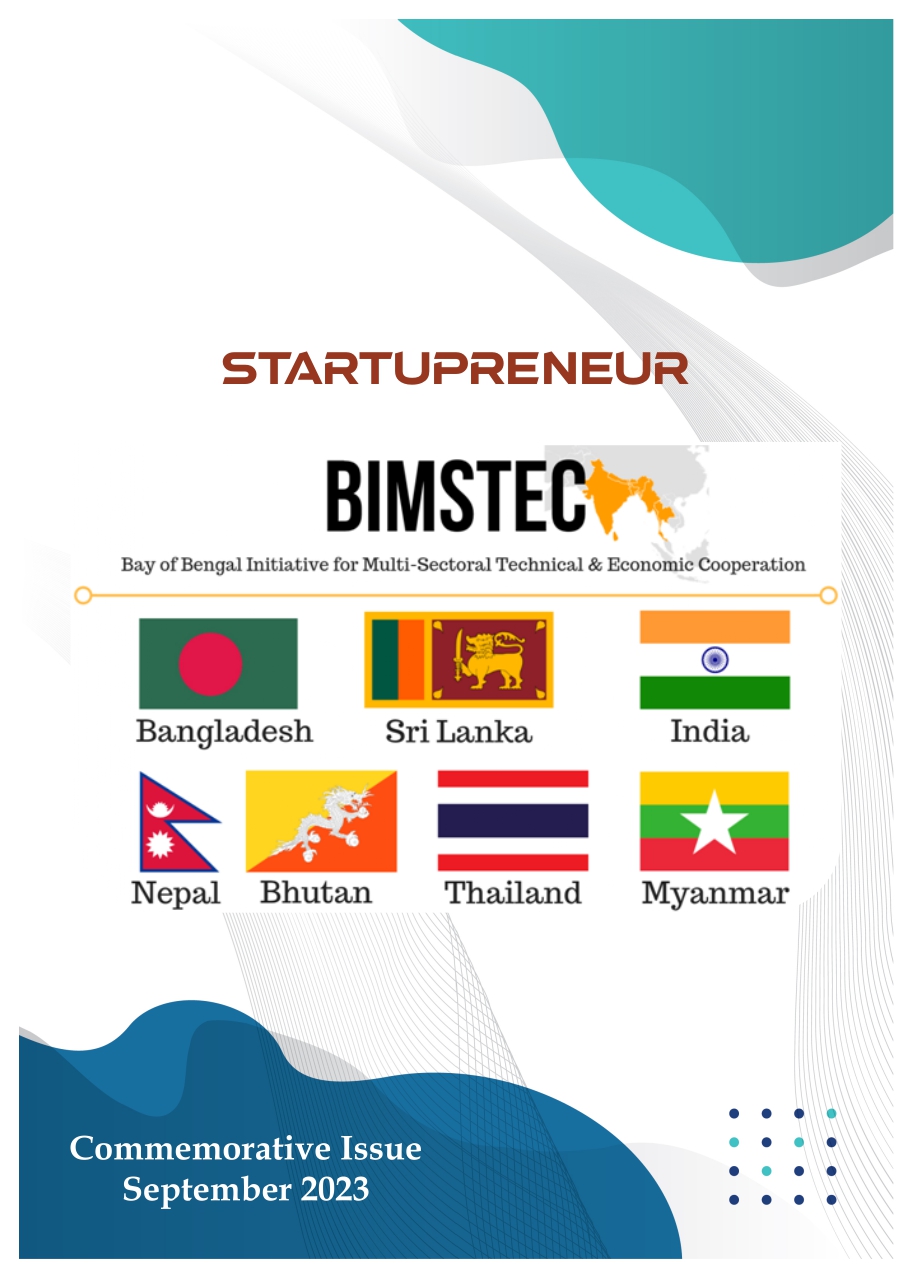 STARTUPRENEUR
BIMSTEC
Bay of Bengal Initiative for Multi-Sectoral Technical & Economic Cooperation
Bangladesh
Sri Lanka
India
Nepal
Bhutan
Thailand
Myanmar
Commemorative Issue
September 2023